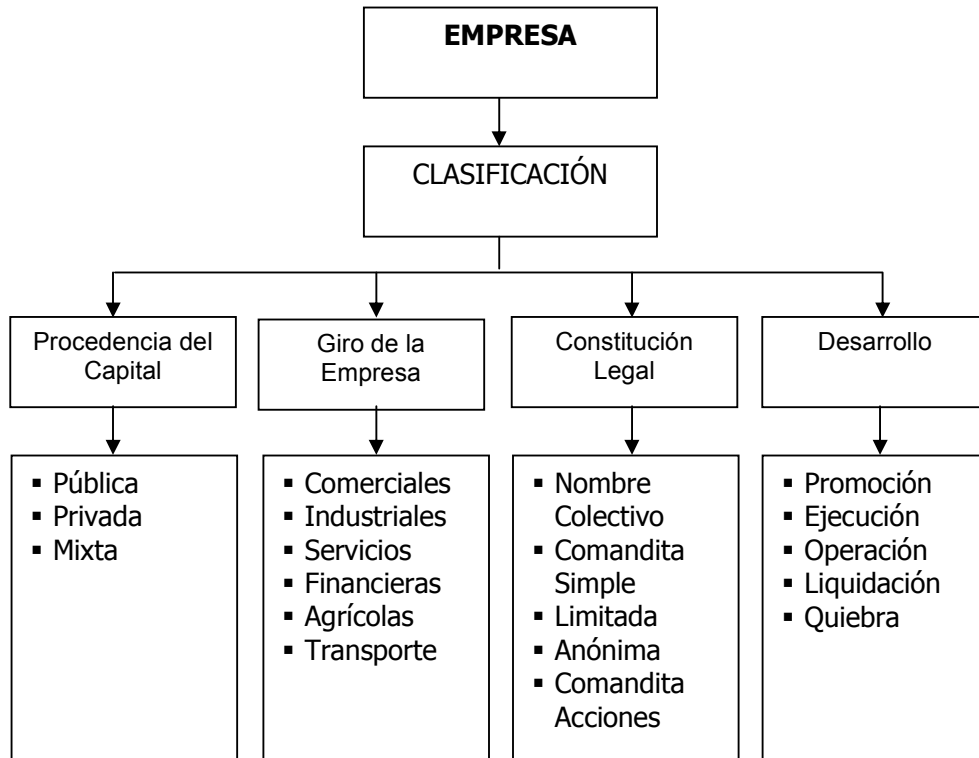 EMPRESA
CLASIFICACIÓN
Procedencia del
Capital
Giro de la
Empresa
Constitución
Legal
Desarrollo
▪ Pública
▪ Privada
▪ Mixta
▪ Comerciales
▪ Industriales
▪ Servicios
▪ Financieras
▪ Agrícolas
▪ Transporte
▪ Nombre
Colectivo
▪ Comandita
Simple
▪ Limitada
▪ Anónima
▪ Comandita
Acciones
▪ Promoción
▪ Ejecución
▪ Operación
▪ Liquidación
▪ Quiebra